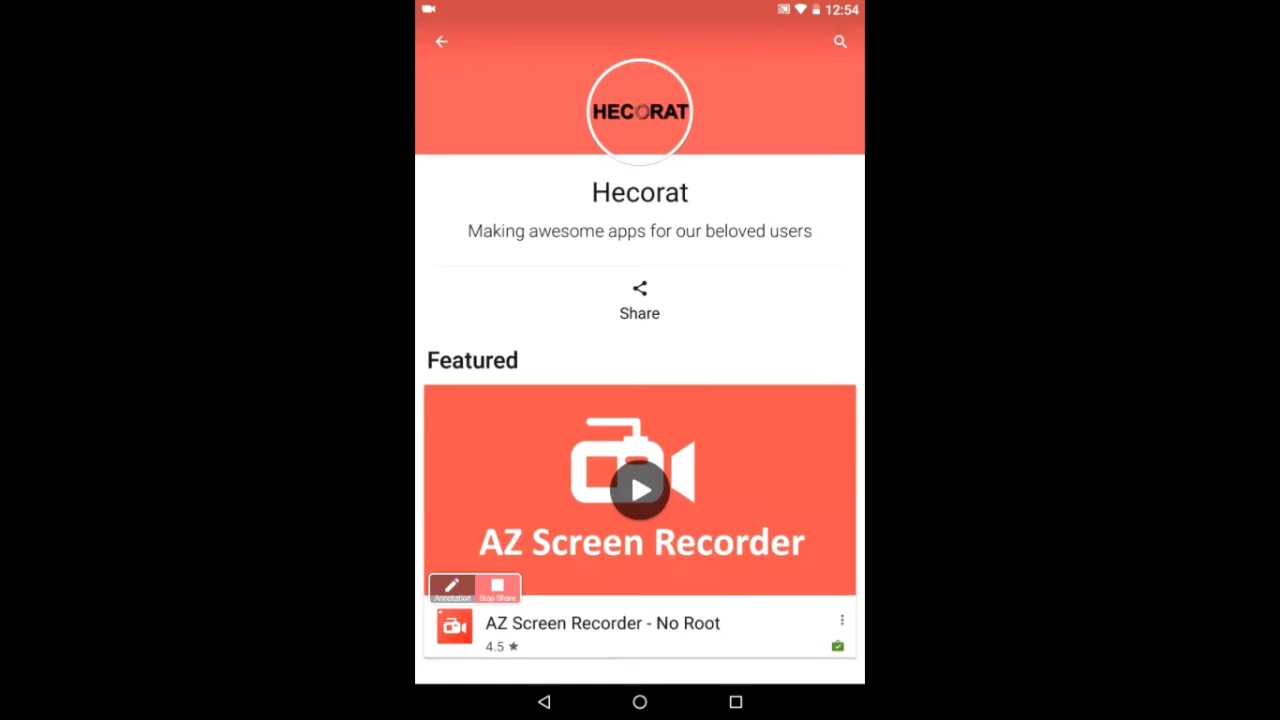 12:54
HECORAT
Hecorat
Making awesome apps for our beloved users
Share
Featured
AZ Screen Recorder
Annotation Stop Share
AZ Screen Recorder - No Root
4.5